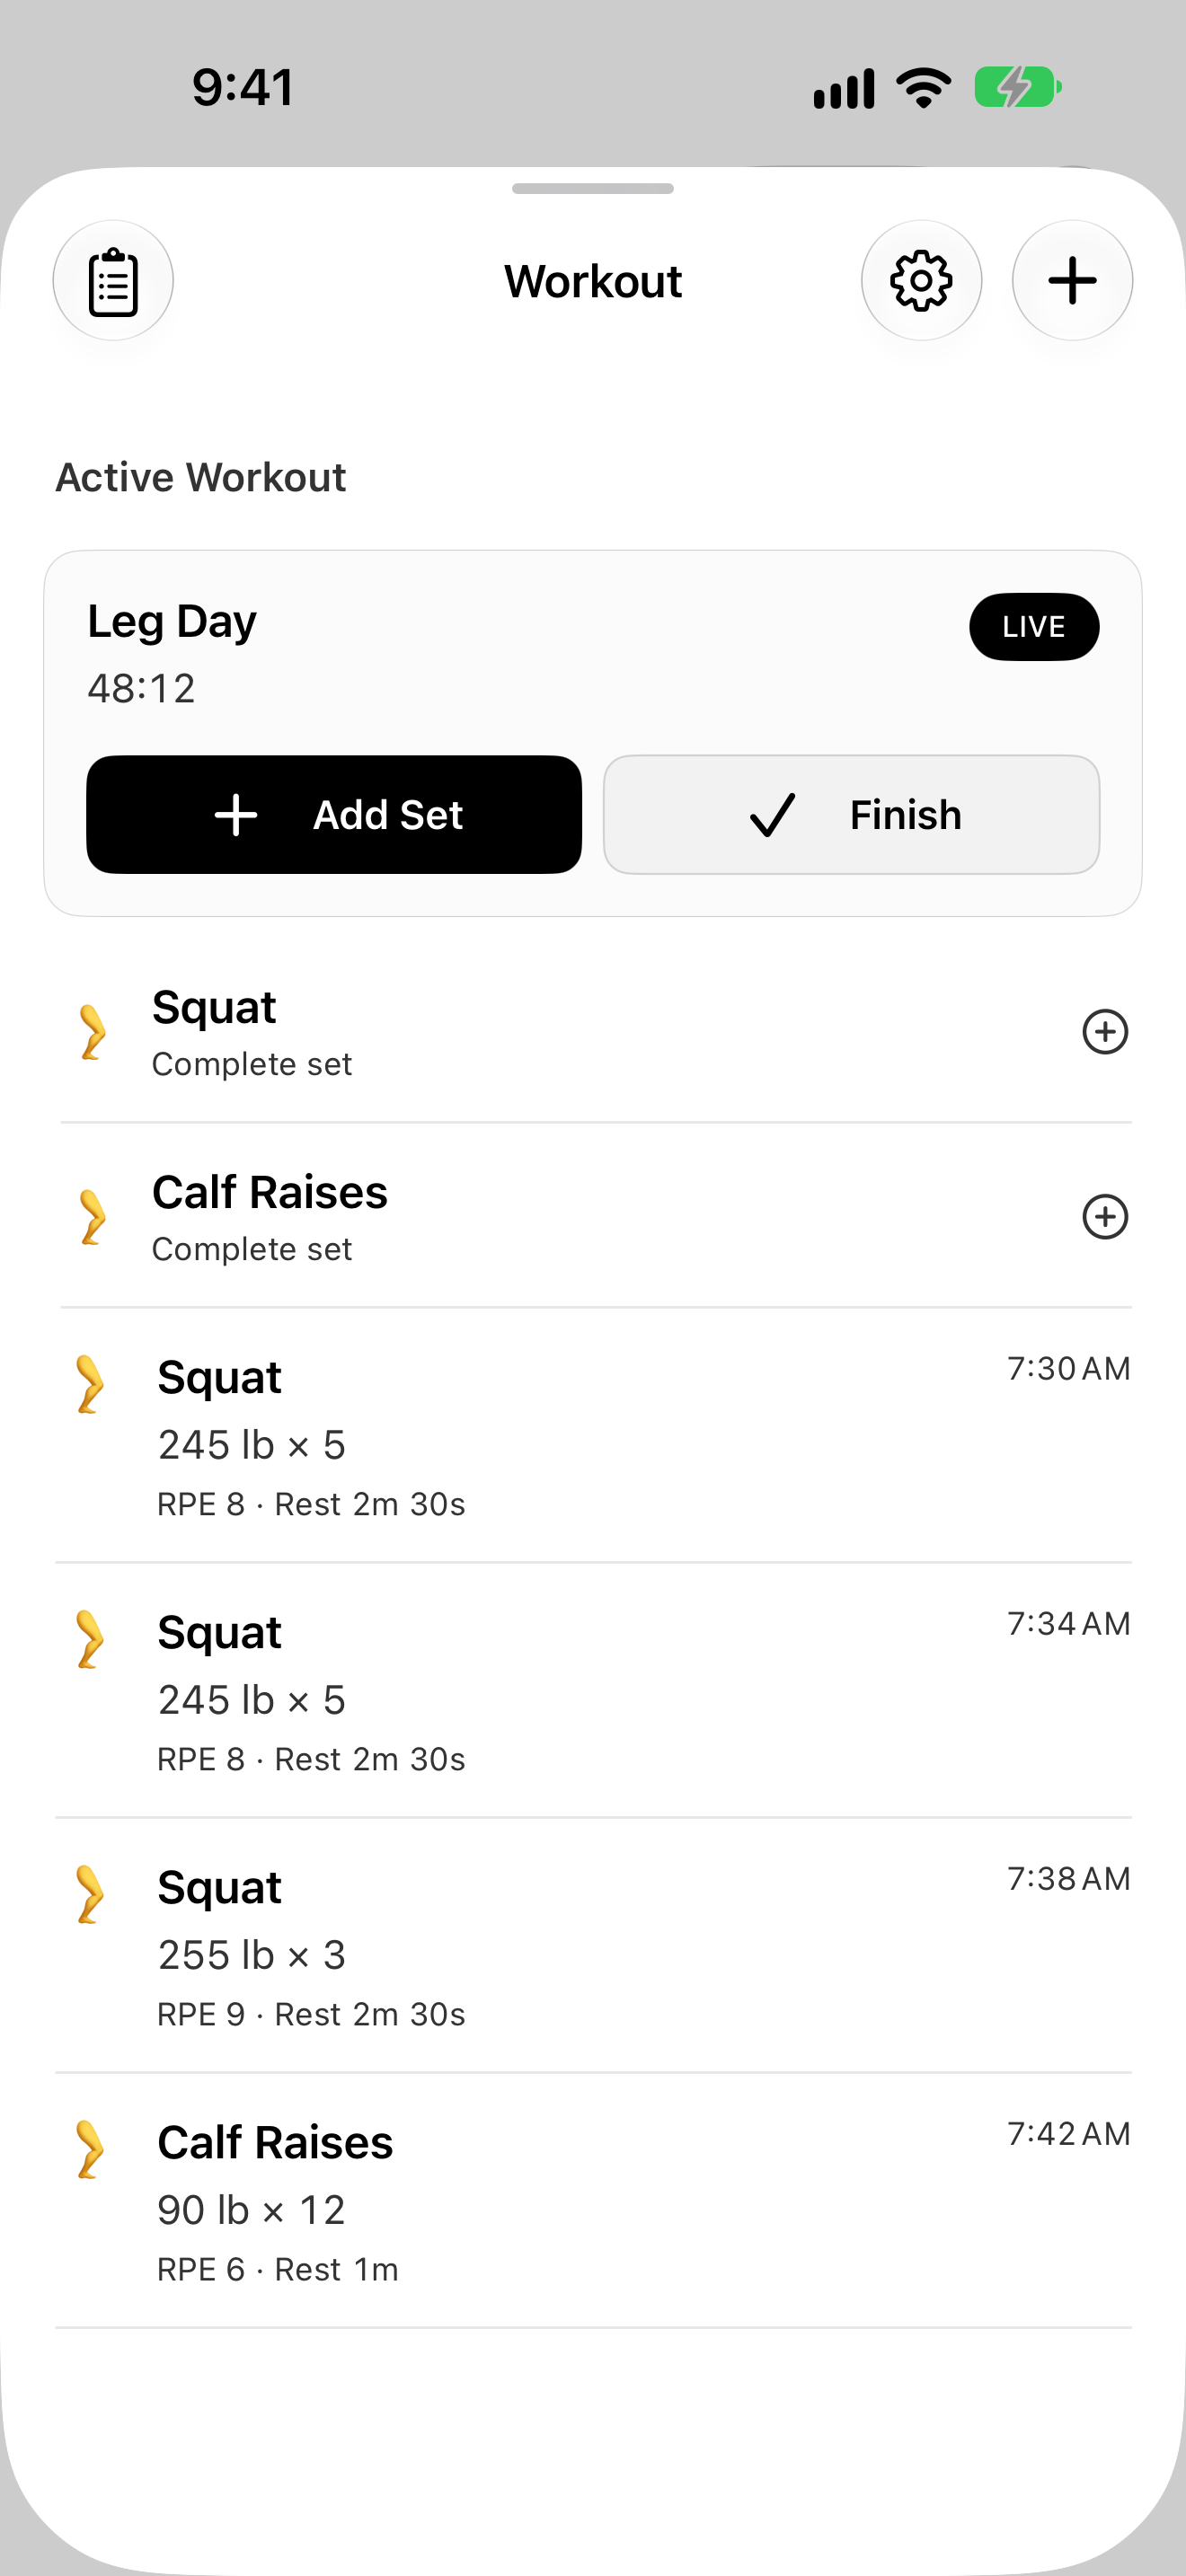 9:41
Workout
Active Workout
Leg Day
LIVE
48:12
Add Set
Finish
Squat
Complete set
Calf Raises
Complete set
Squat
7:30 AM
245 lb × 5
RPE 8 · Rest 2m 30s
Squat
7:34 AM
245 lb × 5
RPE 8 · Rest 2m 30s
Squat
7:38 AM
255 lb × 3
RPE 9 · Rest 2m 30s
Calf Raises
7:42 AM
90 lb × 12
RPE 6 · Rest 1m